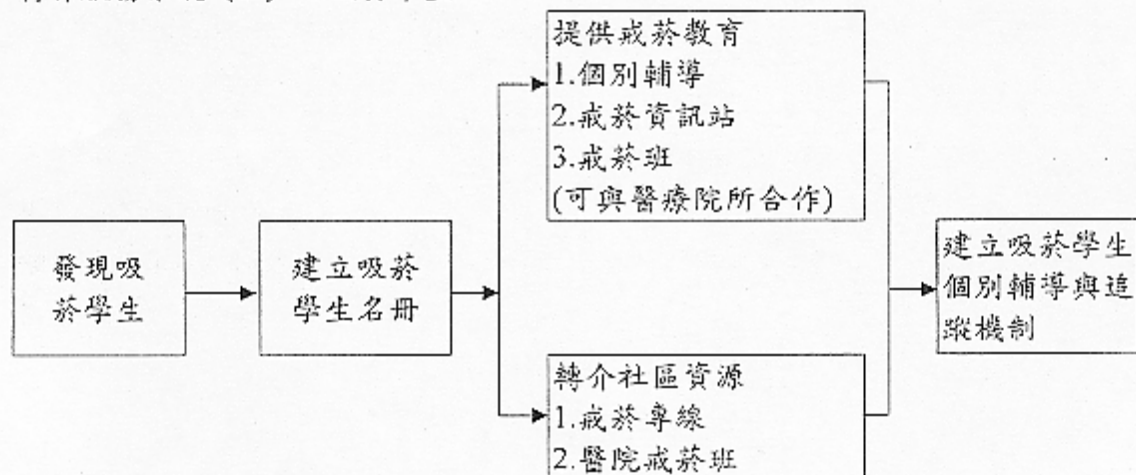 發現吸
菸學生
建立吸菸
學生名冊
提供戒菸教育
1.個別輔導
2.戒菸資訊站
3.戒菸班
(可與醫療院所合作)
轉介社區資源
1.戒菸專線
2.醫院戒菸班
建立吸菸學生
個別輔導與追
蹤機制